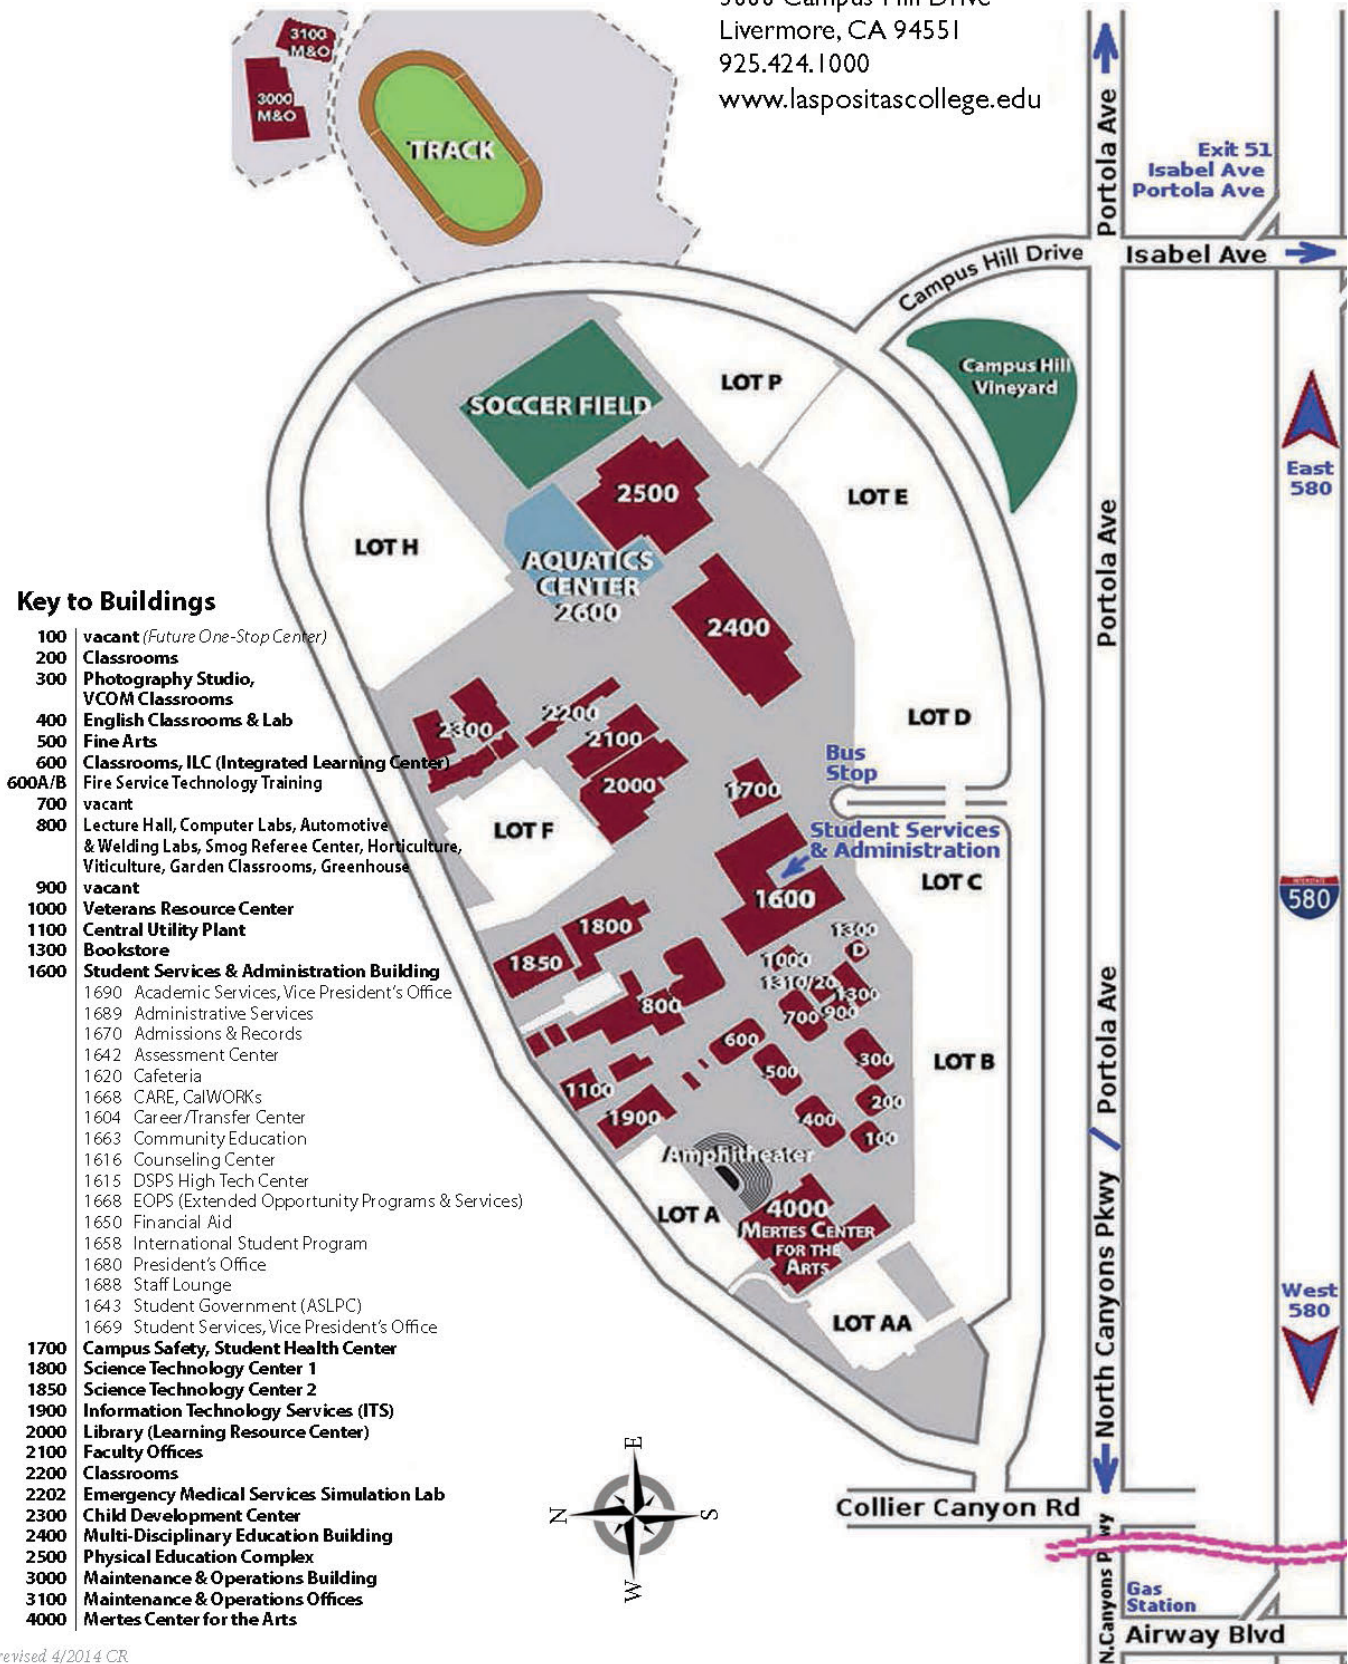 Livermore, CA 94551
925.424.1000
www.laspositascollege.edu
3100
M&O
3000
M&O
TRACK
Portola Ave
Exit 51
Isabel Ave
Portola Ave
Campus Hill Drive
Isabel Ave
Campus Hill
Vineyard
LOT P
SOCCER FIELD
2500
LOT E
East
580
LOT H
AQUATICS
CENTER
2600
2400
Portola Ave
LOT D
2300
2200
2100
2000
1700
Bus
Stop
LOT F
Student Services
& Administration
LOT C
1600
580
1800
1850
1300
D
1000
1310/20
1300
800
700
900
600
500
300
LOT B
Portola Ave
1100
1900
200
400
100
Amphitheater
LOT A
4000
MERTES CENTER
FOR THE
ARTS
LOT AA
/
North Canyons Pkwy
West
580
Collier Canyon Rd
N.Canyons
Gas
Station
Airway Blvd
N
E
S
W
Key to Buildings
100 vacant (Future One-Stop Center)
200 Classrooms
300 Photography Studio,
VCOM Classrooms
400 English Classrooms & Lab
500 Fine Arts
600 Classrooms, ILC (Integrated Learning Center)
600A/B Fire Service Technology Training
700 vacant
800 Lecture Hall, Computer Labs, Automotive
& Welding Labs, Smog Referee Center, Horticulture,
Viticulture, Garden Classrooms, Greenhouse
900 vacant
1000 Veterans Resource Center
1100 Central Utility Plant
1300 Bookstore
1600 Student Services & Administration Building
1690 Academic Services, Vice President's Office
1689 Administrative Services
1670 Admissions & Records
1642 Assessment Center
1620 Cafeteria
1668 CARE, CalWORKs
1604 Career/Transfer Center
1663 Community Education
1616 Counseling Center
1615 DSPS High Tech Center
1668 EOPS (Extended Opportunity Programs & Services)
1650 Financial Aid
1658 International Student Program
1680 President's Office
1688 Staff Lounge
1643 Student Government (ASLPC)
1669 Student Services, Vice President's Office
1700 Campus Safety, Student Health Center
1800 Science Technology Center 1
1850 Science Technology Center 2
1900 Information Technology Services (ITS)
2000 Library (Learning Resource Center)
2100 Faculty Offices
2200 Classrooms
2202 Emergency Medical Services Simulation Lab
2300 Child Development Center
2400 Multi-Disciplinary Education Building
2500 Physical Education Complex
3000 Maintenance & Operations Building
3100 Maintenance & Operations Offices
4000 Mertes Center for the Arts
revised 4/2014 CR